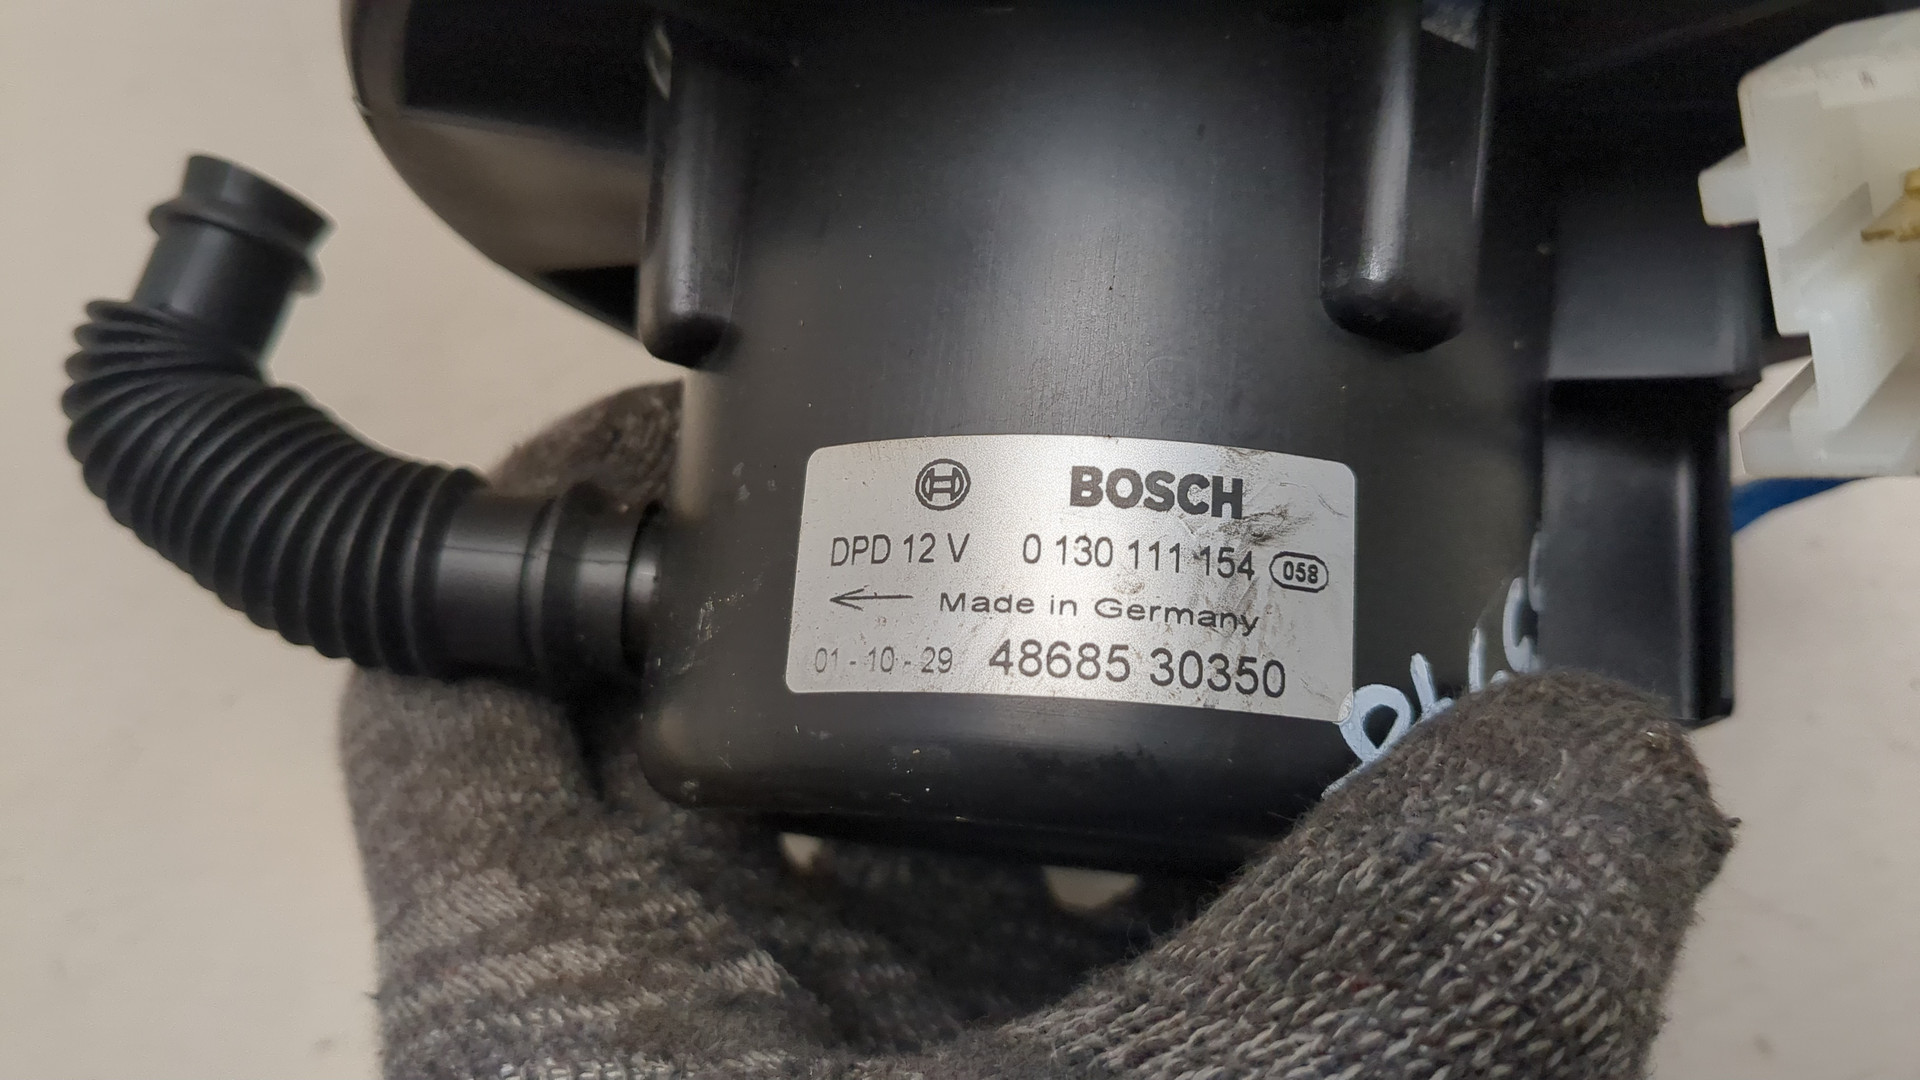 BOSCH
DPD 12 V 0 130 111 154 058
Made in Germany
01-10-29 48685 30350